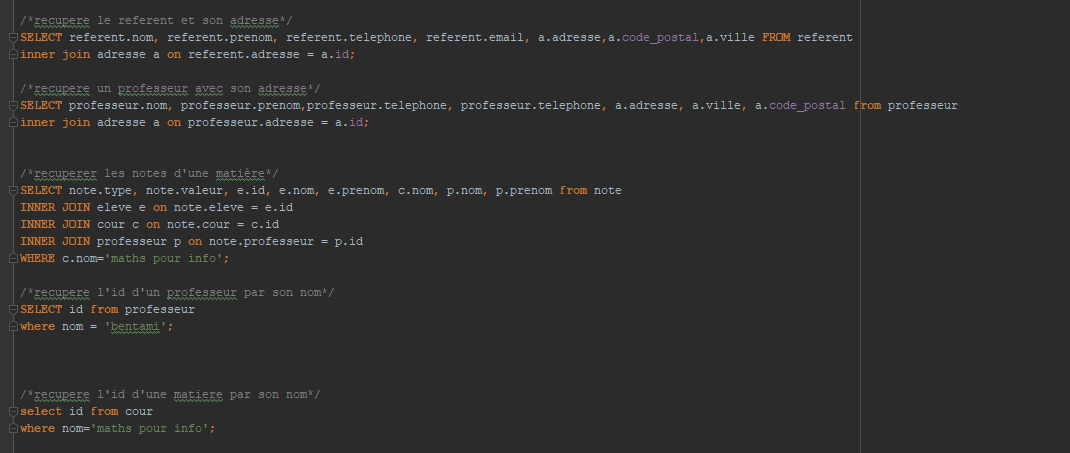 /*recupere le referent et son adresse*/
SELECT referent.nom, referent.prenom, referent.telephone, referent.email, a.adresse,a.code_postal,a.ville FROM referent
inner join adresse a on referent.adresse = a.id;
/*recupere un professeur avec son adresse*/
SELECT professeur.nom, professeur.prenom,professeur.telephone, professeur.telephone, a.adresse, a.ville, a.code_postal from professeur
inner join adresse a on professeur.adresse = a.id;
/*recuperer les notes d'une matière*/
SELECT note.type, note.valeur, e.id, e.nom, e.prenom, c.nom, p.nom, p.prenom from note
INNER JOIN eleve e on note.eleve = e.id
INNER JOIN cour c on note.cour = c.id
INNER JOIN professeur p on note.professeur = p.id
WHERE c.nom='maths pour info';
/*recupere l'id d'un professeur par son nom*/
SELECT id from professeur
where nom = 'bentami';
/*recupere l'id d'une matiere par son nom*/
select id from cour
where nom='maths pour info';